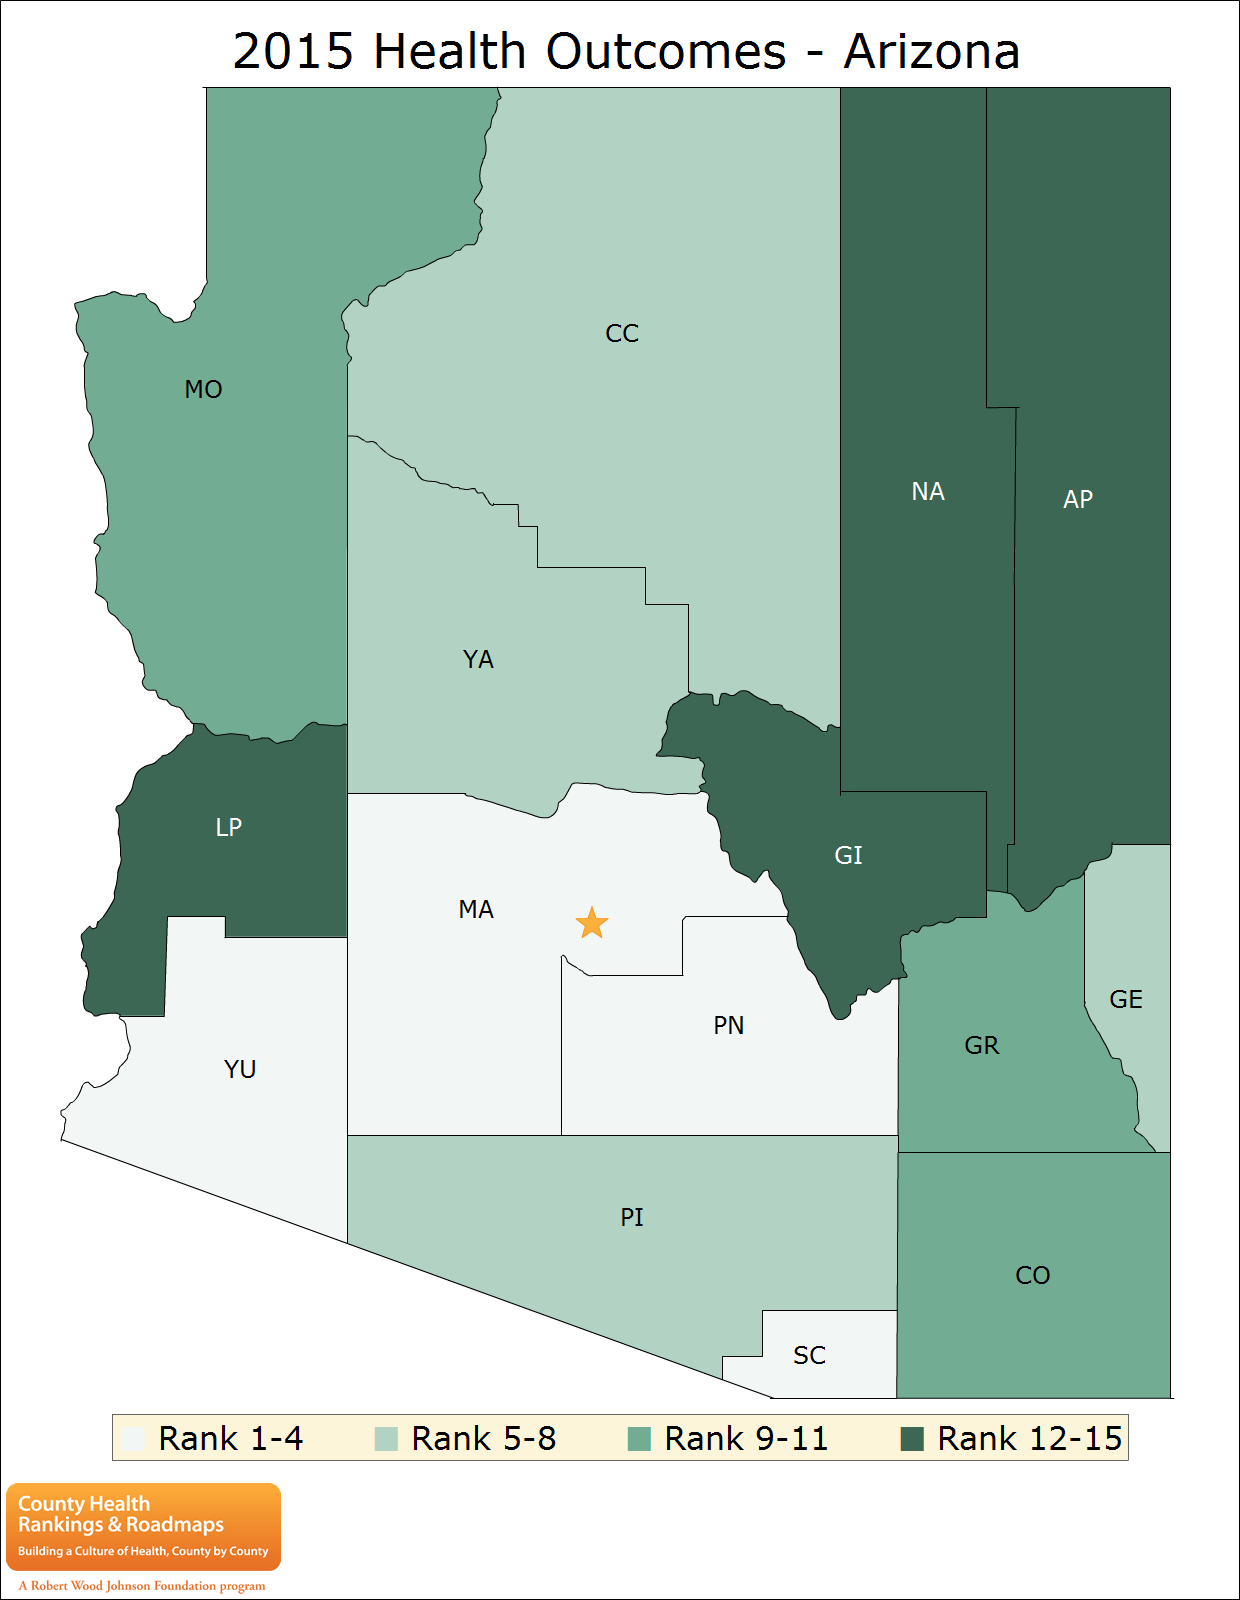 2015 Health Outcomes - Arizona
CC
MO
NA
AP
YA
LP
GI
MA
GE
PN
GR
YU
PI
CO
SC
Rank 1-4
Rank 5-8
Rank 9-11
Rank 12-15
County Health
Rankings & Roadmaps
Building a Culture of Health, County by County
A Robert Wood Johnson Foundation program